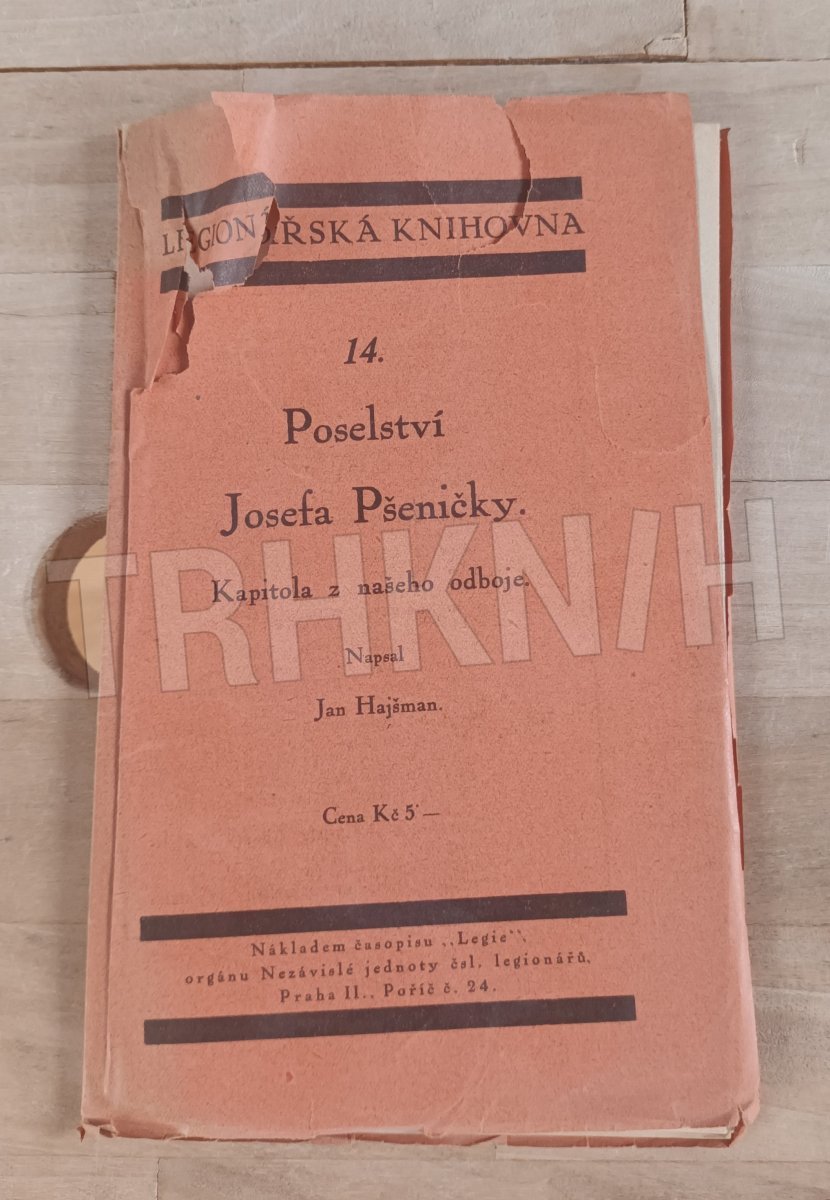 LEGIONÁŘSKÁ KNIHOVNA
14.
Poselství
Josefa Pšeničky.
Kapitola z našeho odboje.
Napsal
Jan Hajšman.
Cena Kč 5·—
Nákladem časopisu „Legie“,
orgánu Nezávislé jednoty čsl. legionářů,
Praha II., Poříč č. 24.
TRHKNIH